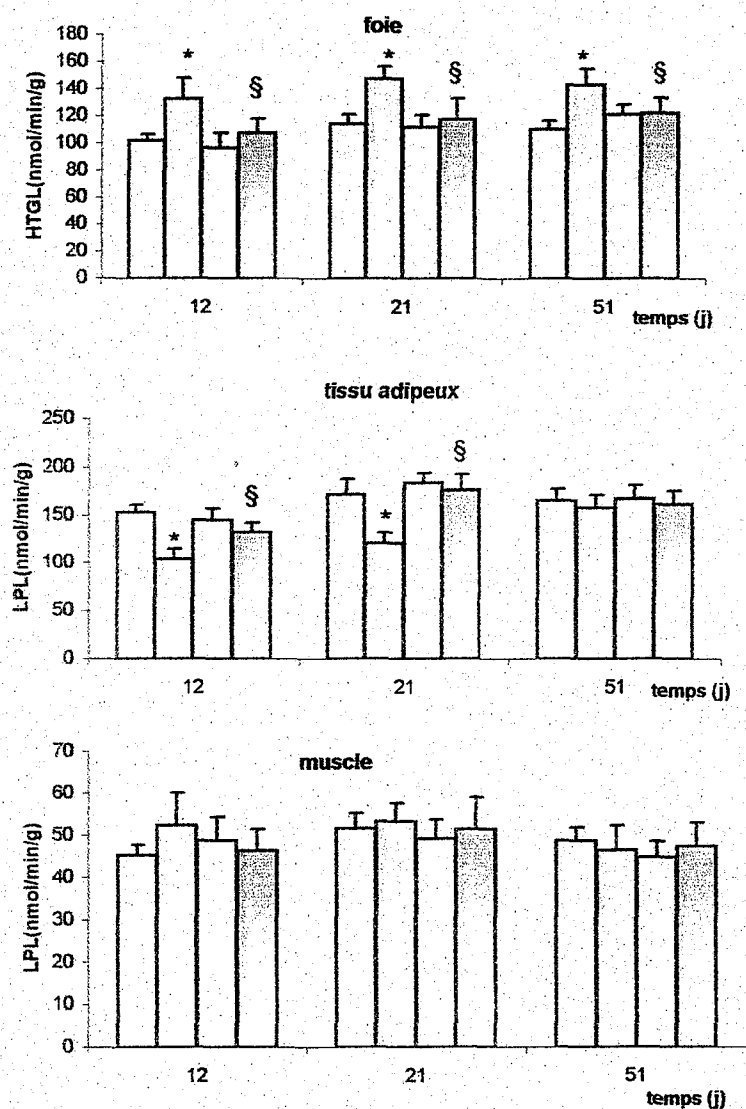 foie
HTGL(nmol/min/g)
180
160
140
120
100
80
60
40
20
0
* § * § * §
12 21 51
temps (j)
tissu adipeux
LPL(nmol/min/g)
250
200
150
100
50
0
* § * §
12 21 51 temps (j)
muscle
LPL(nmol/min/g)
70
60
50
40
30
20
10
0
12 21 51
temps (j)